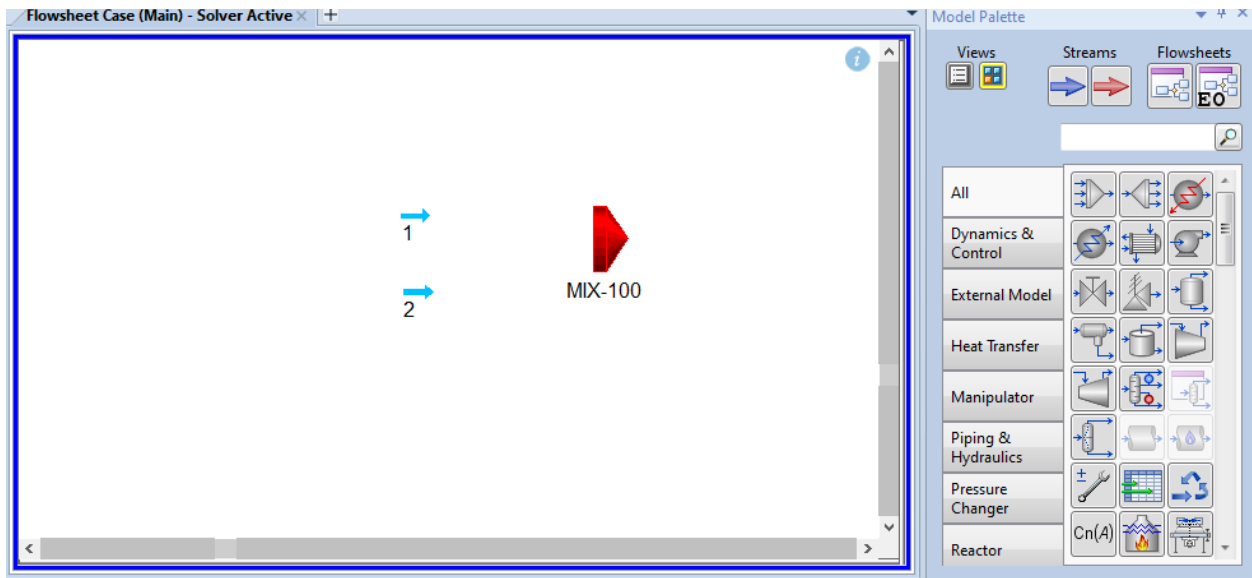 Flowsheet Case (Main) - Solver Active
Model Palette
Views
Streams
Flowsheets
EO
1
2
MIX-100
All
Dynamics &
Control
External Model
Heat Transfer
Manipulator
Piping &
Hydraulics
Pressure
Changer
Reactor
Cn(A)